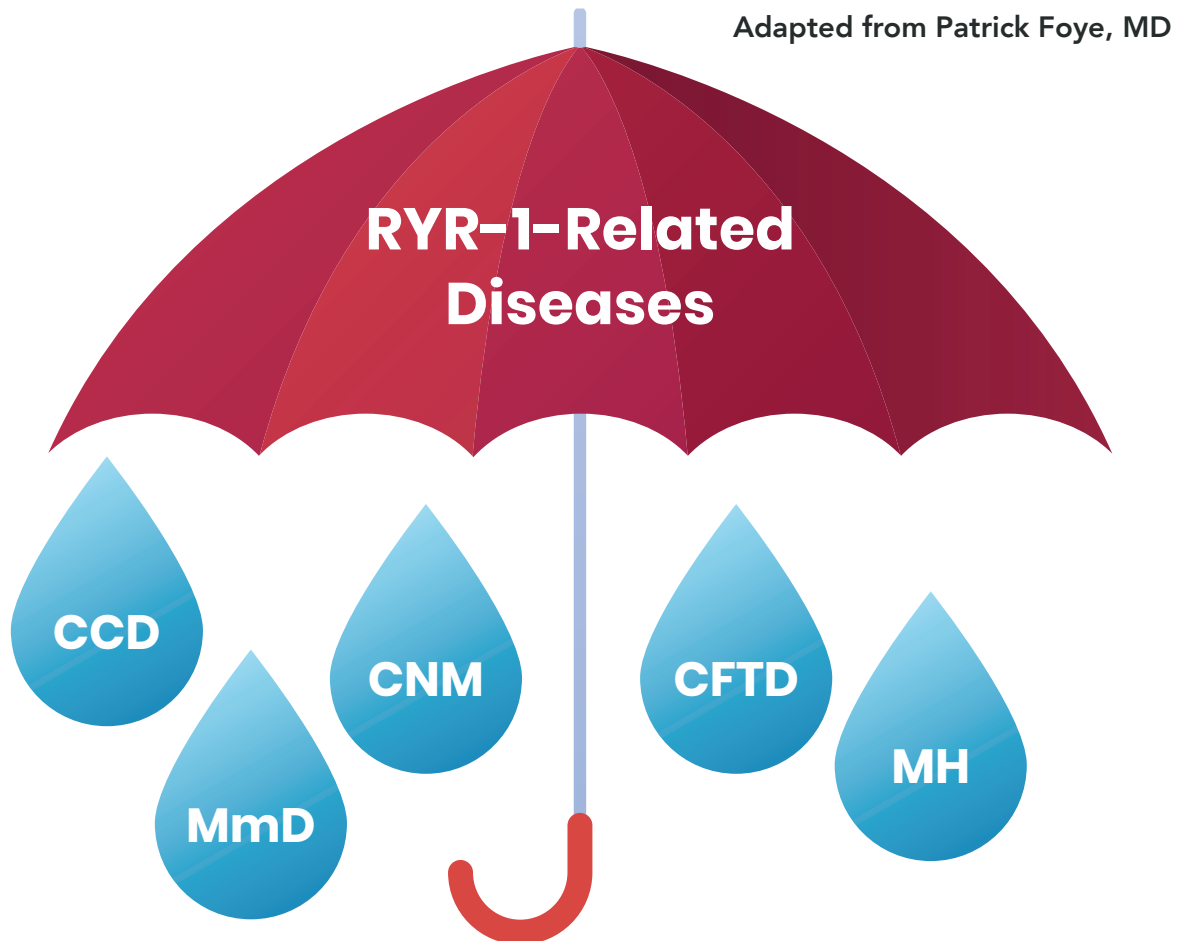 Adapted from Patrick Foye, MD
RYR-1-Related
Diseases
CCD
CNM
CFTD
MH
MmD